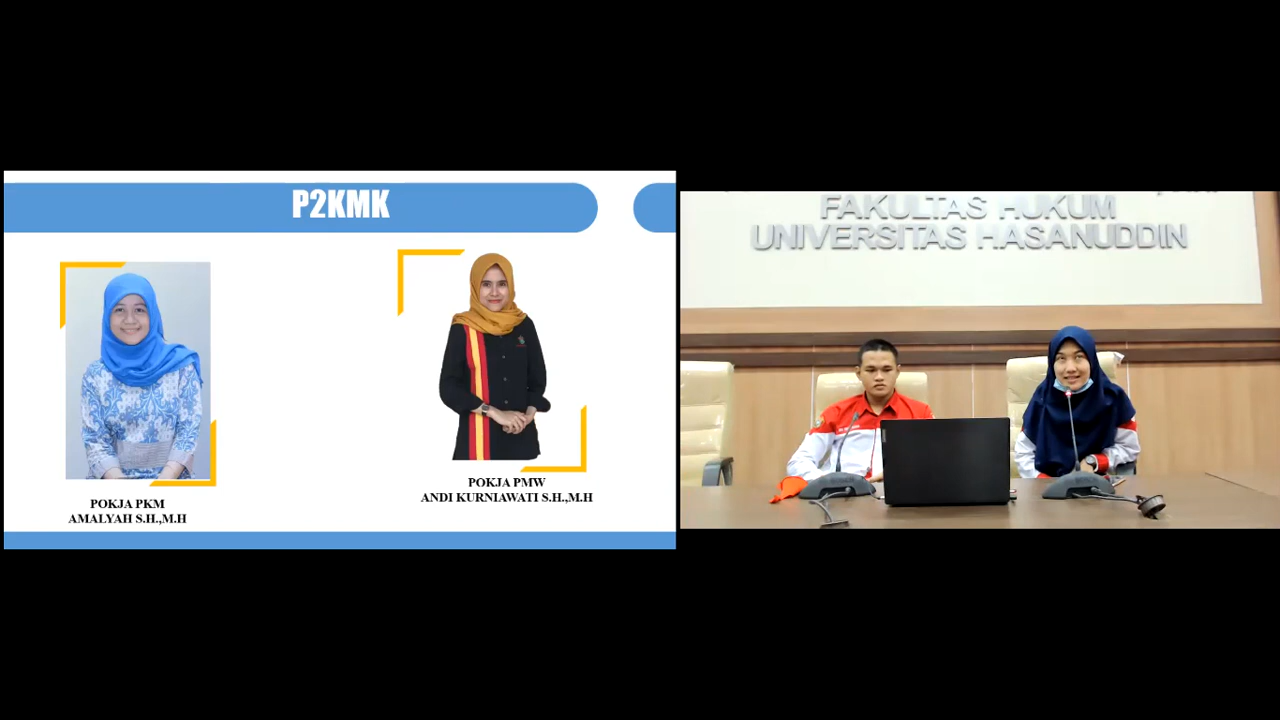 P2KMK
POKJA PKM
AMALYAH S.H.,M.H
POKJA PMW
ANDI KURNIAWATI S.H.,M.H
FAKULTAS HUKUM
UNIVERSITAS HASANUDDIN